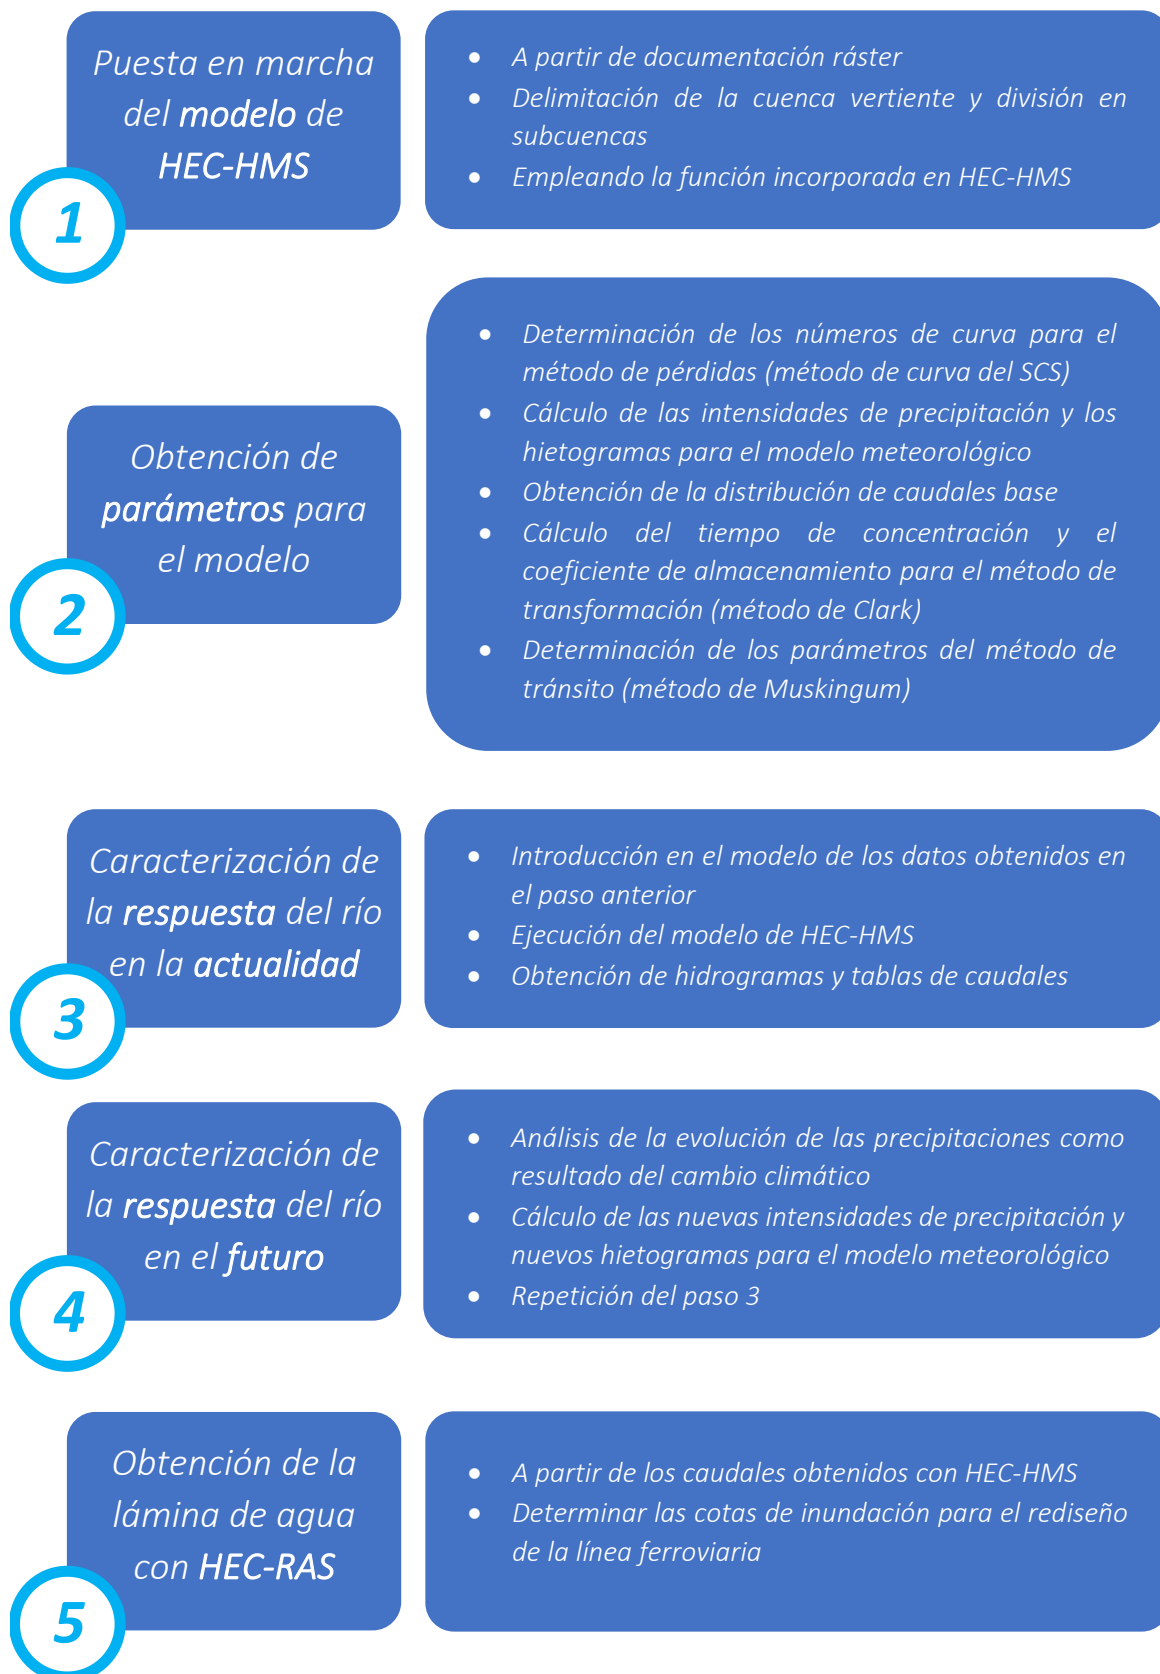 Puesta en marcha
del modelo de
HEC-HMS
1
• A partir de documentación ráster
• Delimitación de la cuenca vertiente y división en
subcuencas
• Empleando la función incorporada en HEC-HMS
Obtención de
parámetros para
el modelo
2
• Determinación de los números de curva para el
método de pérdidas (método de curva del SCS)
• Cálculo de las intensidades de precipitación y los
hietogramas para el modelo meteorológico
• Obtención de la distribución de caudales base
• Cálculo del tiempo de concentración y el
coeficiente de almacenamiento para el método de
transformación (método de Clark)
• Determinación de los parámetros del método de
tránsito (método de Muskingum)
Caracterización de
la respuesta del río
en la actualidad
3
• Introducción en el modelo de los datos obtenidos en
el paso anterior
• Ejecución del modelo de HEC-HMS
• Obtención de hidrogramas y tablas de caudales
Caracterización de
la respuesta del río
en el futuro
4
• Análisis de la evolución de las precipitaciones como
resultado del cambio climático
• Cálculo de las nuevas intensidades de precipitación y
nuevos hietogramas para el modelo meteorológico
• Repetición del paso 3
Obtención de la
lámina de agua
con HEC-RAS
5
• A partir de los caudales obtenidos con HEC-HMS
• Determinar las cotas de inundación para el rediseño
de la línea ferroviaria